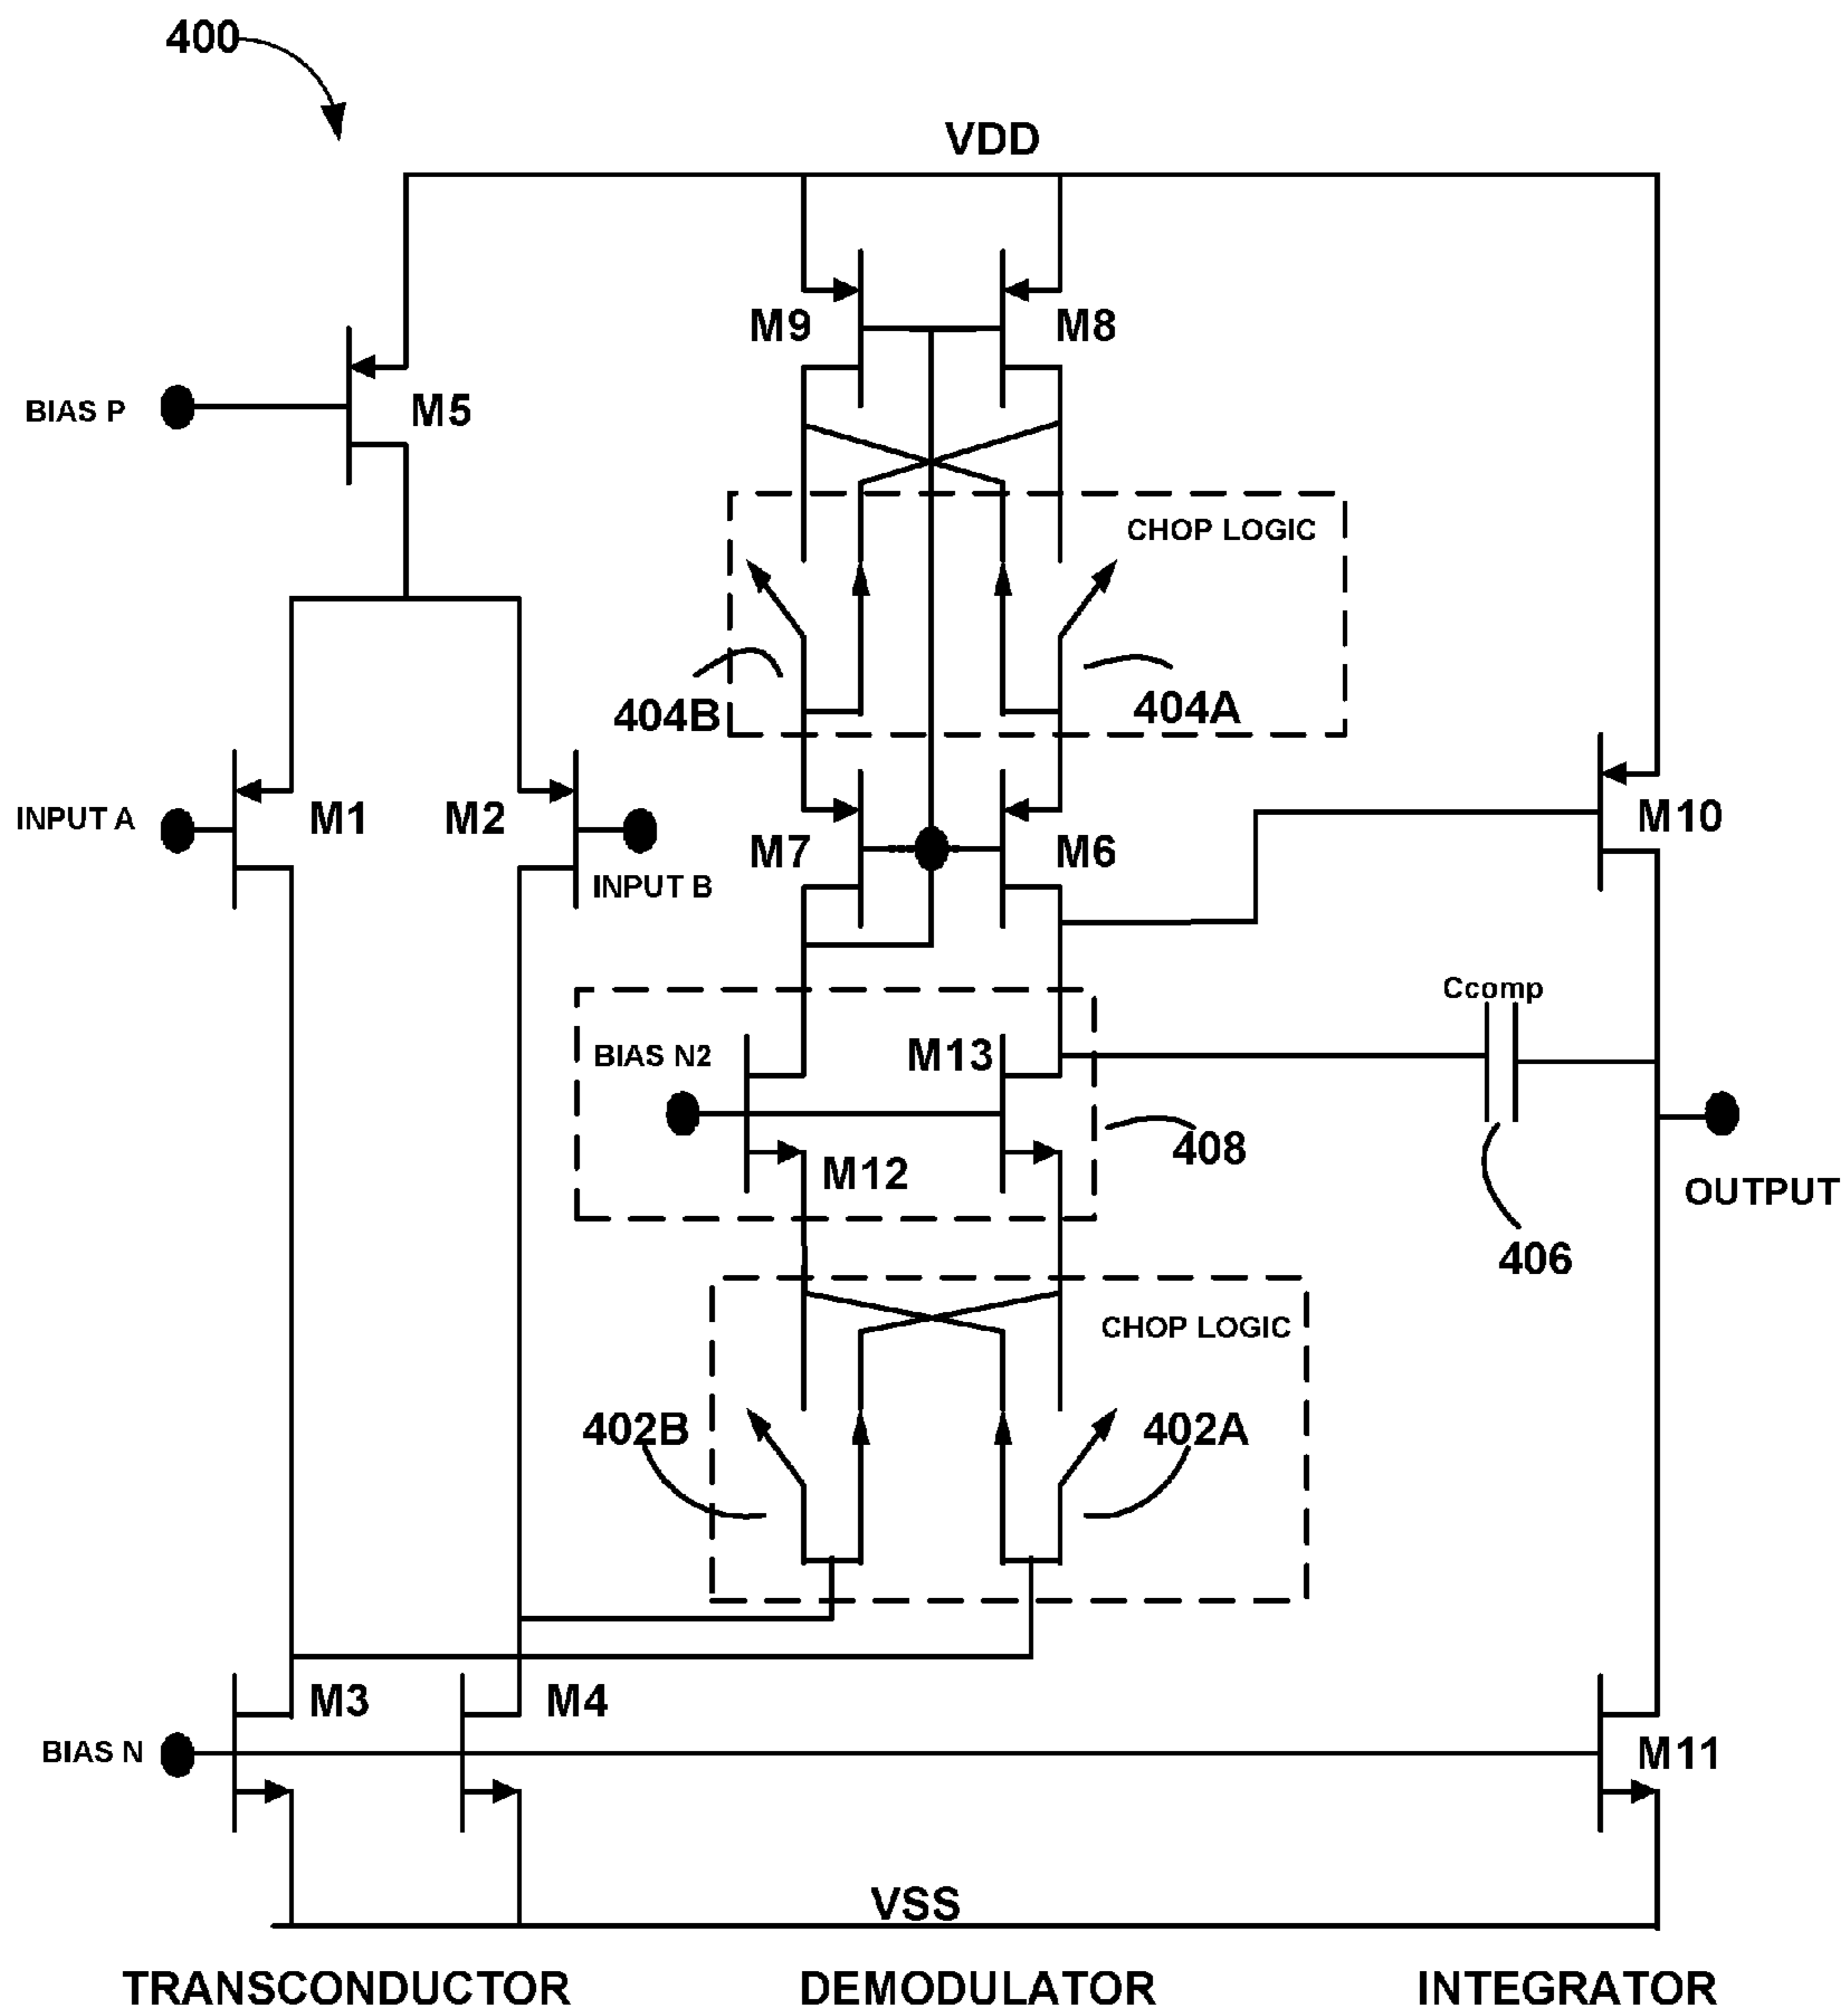 400
VDD
M9
M8
BIAS P
M5
CHOP LOGIC
404B
404A
INPUT A
M1
M2
INPUT B
M7
M6
M10
Ccomp
BIAS N2
M13
M12
408
OUTPUT
406
CHOP LOGIC
402B
402A
M3
M4
BIAS N
M11
VSS
TRANSCONDUCTOR
DEMODULATOR
INTEGRATOR